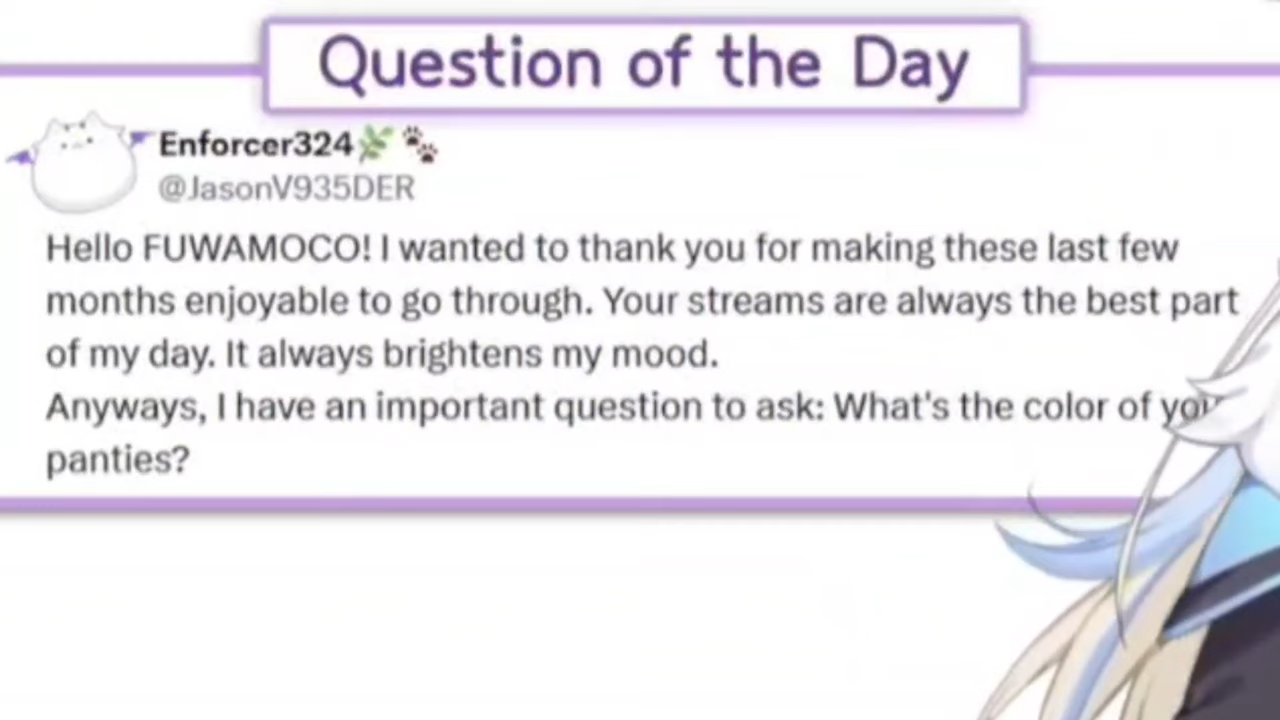 Question of the Day
Enforcer324🌿🐾
@JasonV935DER
Hello FUWAMOCO! I wanted to thank you for making these last few
months enjoyable to go through. Your streams are always the best part
of my day. It always brightens my mood.
Anyways, I have an important question to ask: What's the color of your
panties?